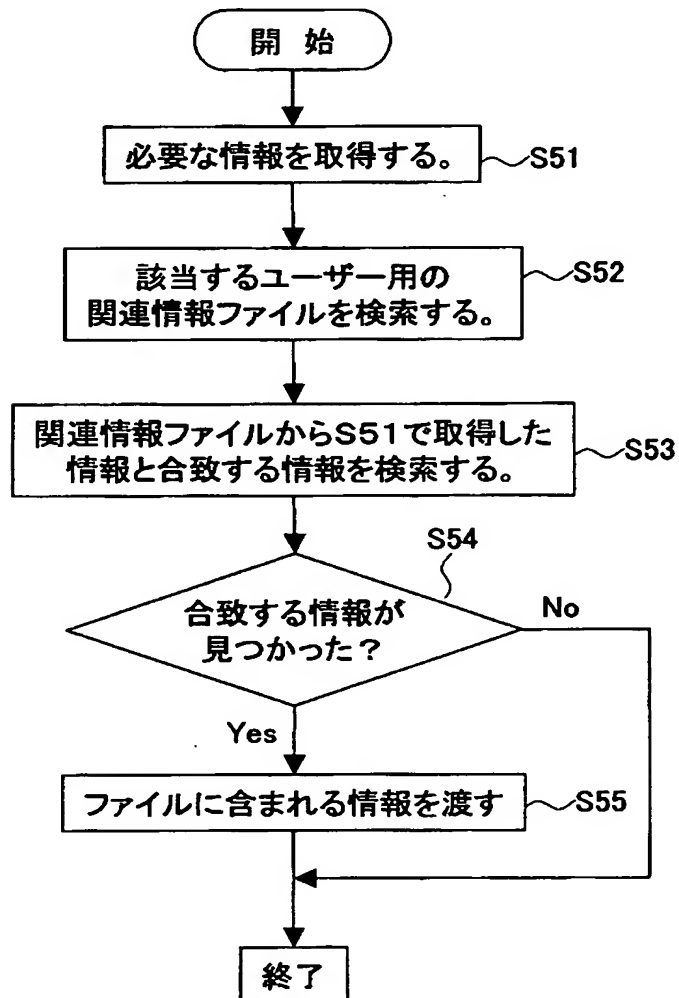 開 始
必要な情報を取得する。
S51
該当するユーザー用の
関連情報ファイルを検索する。
S52
関連情報ファイルからS51で取得した
情報と合致する情報を検索する。
S53
S54
合致する情報が
見つかった？
No
Yes
ファイルに含まれる情報を渡す
S55
終了